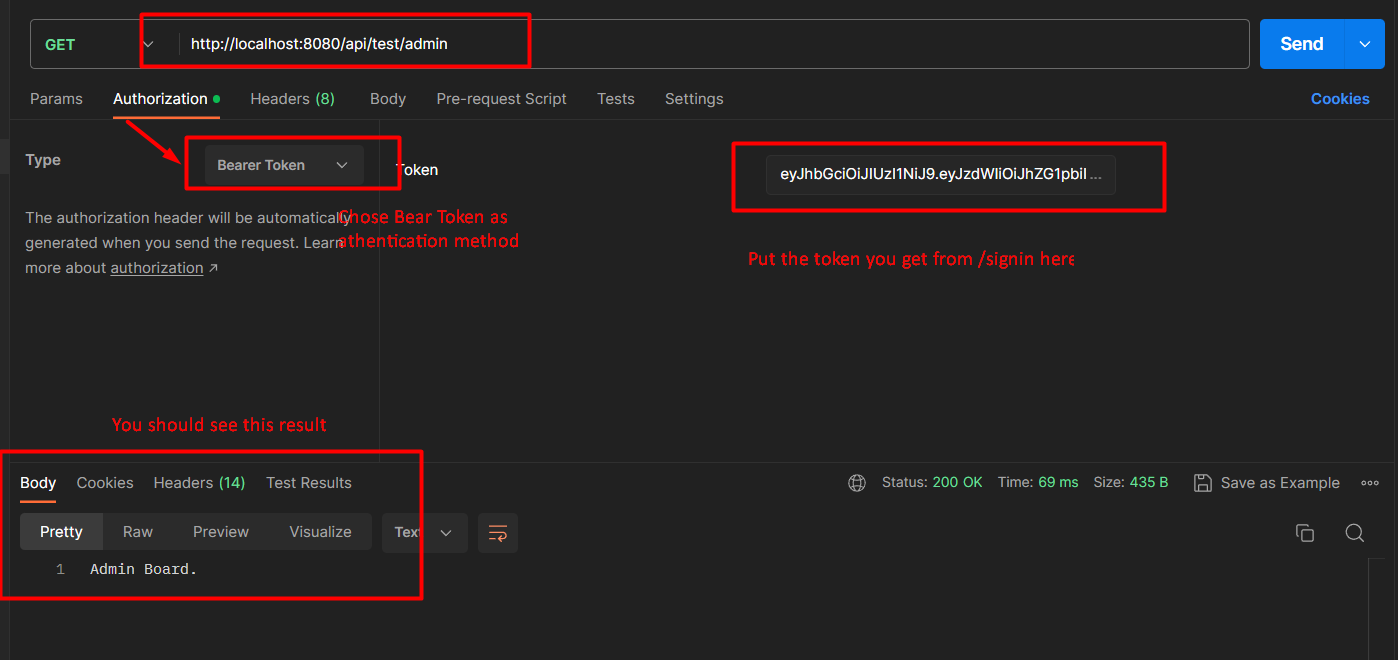 GET http://localhost:8080/api/test/admin Send
Params Authorization Headers (8) Body Pre-request Script Tests Settings Cookies
Type Bearer Token Token eyJhbGciOiJIUzI1NiJ9.eyJzdWIiOiJhZG1pbiI ...
The authorization header will be automatically
generated when you send the request. Learn
more about authorization ↗
Chose Bear Token as
athentication method
Put the token you get from /signin here
You should see this result
Body Cookies Headers (14) Test Results Status: 200 OK Time: 69 ms Size: 435 B Save as Example
Pretty Raw Preview Visualize Text
1 Admin Board.